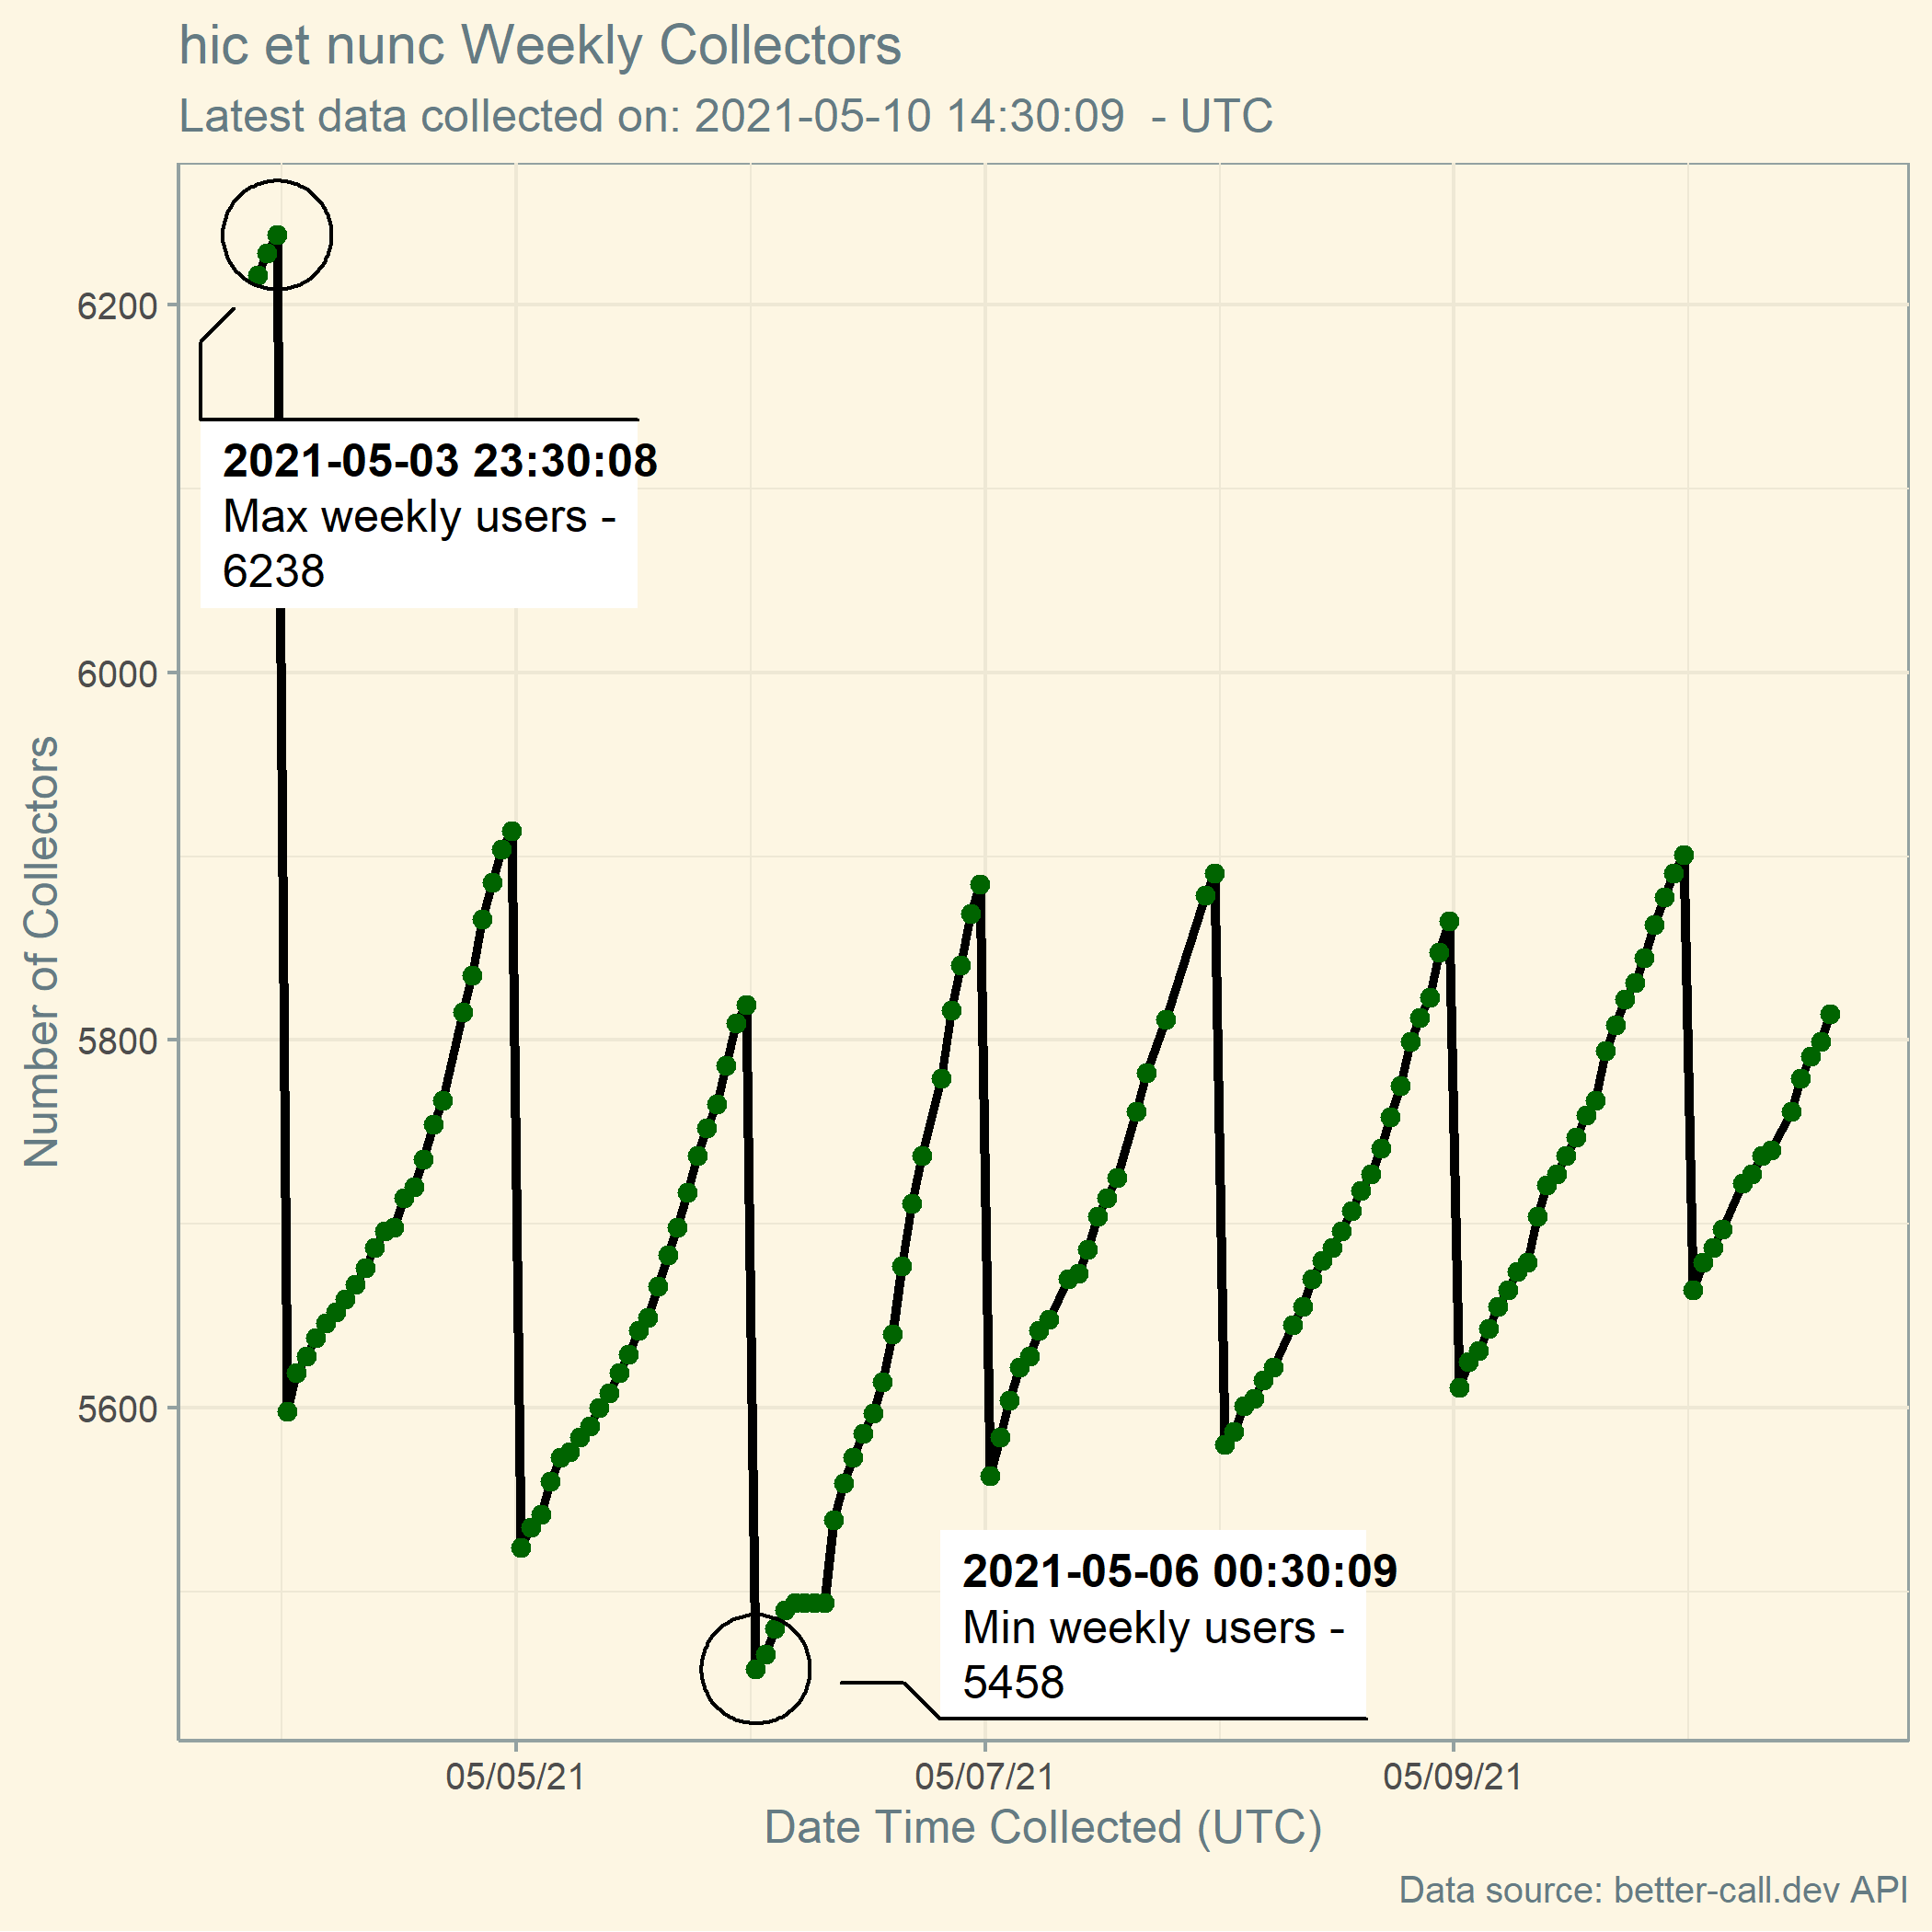 hic et nunc Weekly Collectors
Latest data collected on: 2021-05-10 14:30:09  - UTC
Number of Collectors
6200
6000
5800
5600
2021-05-03 23:30:08
Max weekly users -
6238
2021-05-06 00:30:09
Min weekly users -
5458
05/05/21
05/07/21
05/09/21
Date Time Collected (UTC)
Data source: better-call.dev API